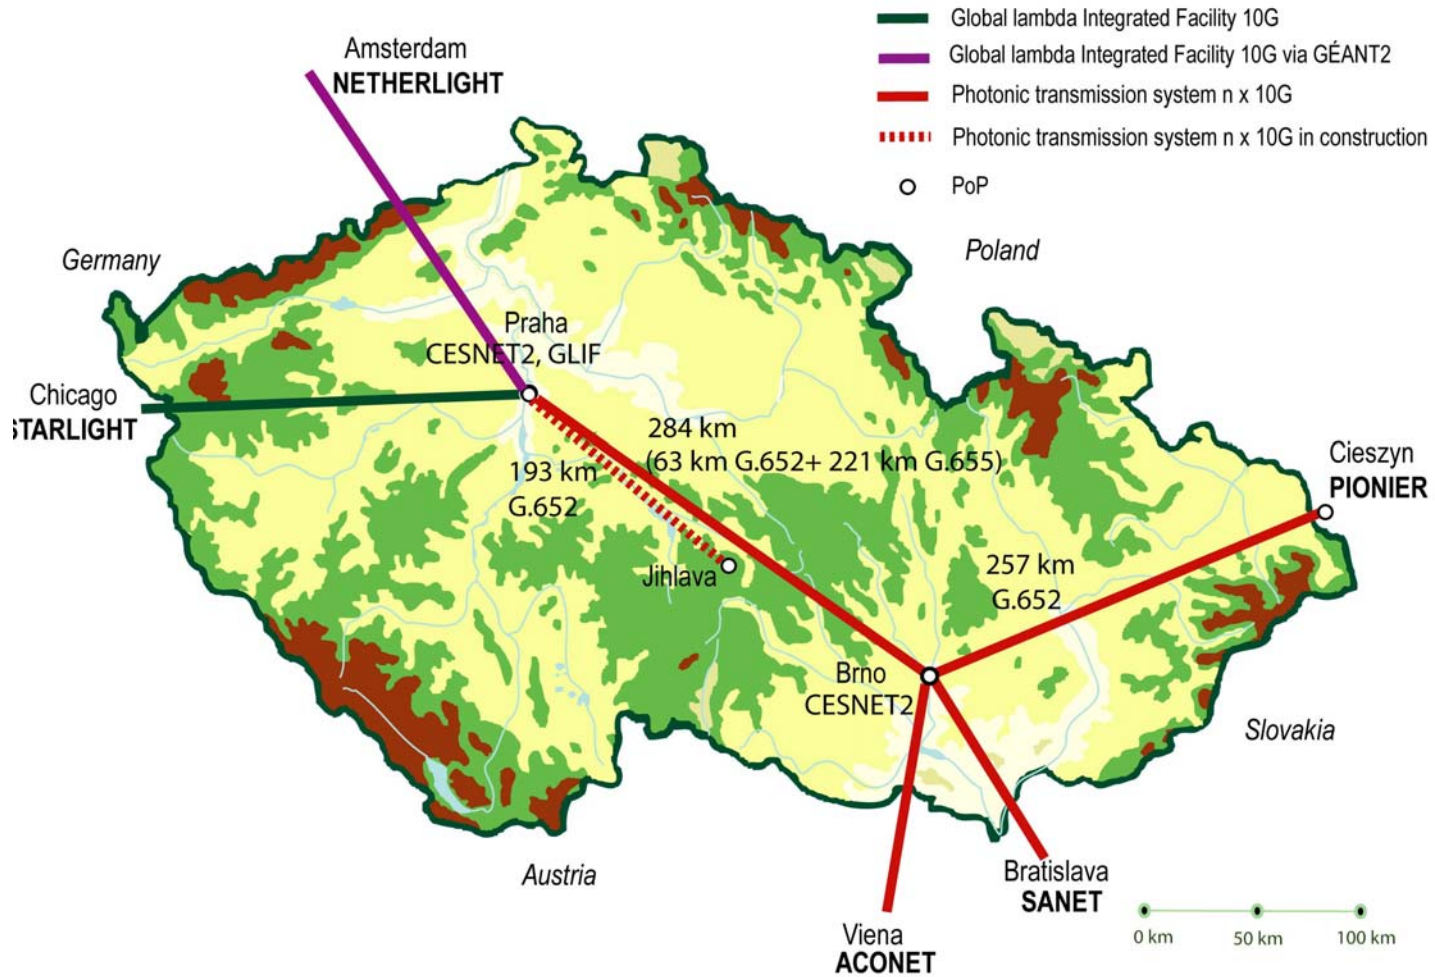 Global lambda Integrated Facility 10G
Global lambda Integrated Facility 10G via GÉANT2
Photonic transmission system n x 10G
Photonic transmission system n x 10G in construction
PoP
Amsterdam
NETHERLIGHT
Germany
Poland
Praha
CESNET2, GLIF
Chicago
STARLIGHT
284 km
(63 km G.652+ 221 km G.655)
193 km
G.652
Cieszyn
PIONIER
Jihlava
257 km
G.652
Brno
CESNET2
Slovakia
Austria
Bratislava
SANET
Viena
ACONET
0 km
50 km
100 km